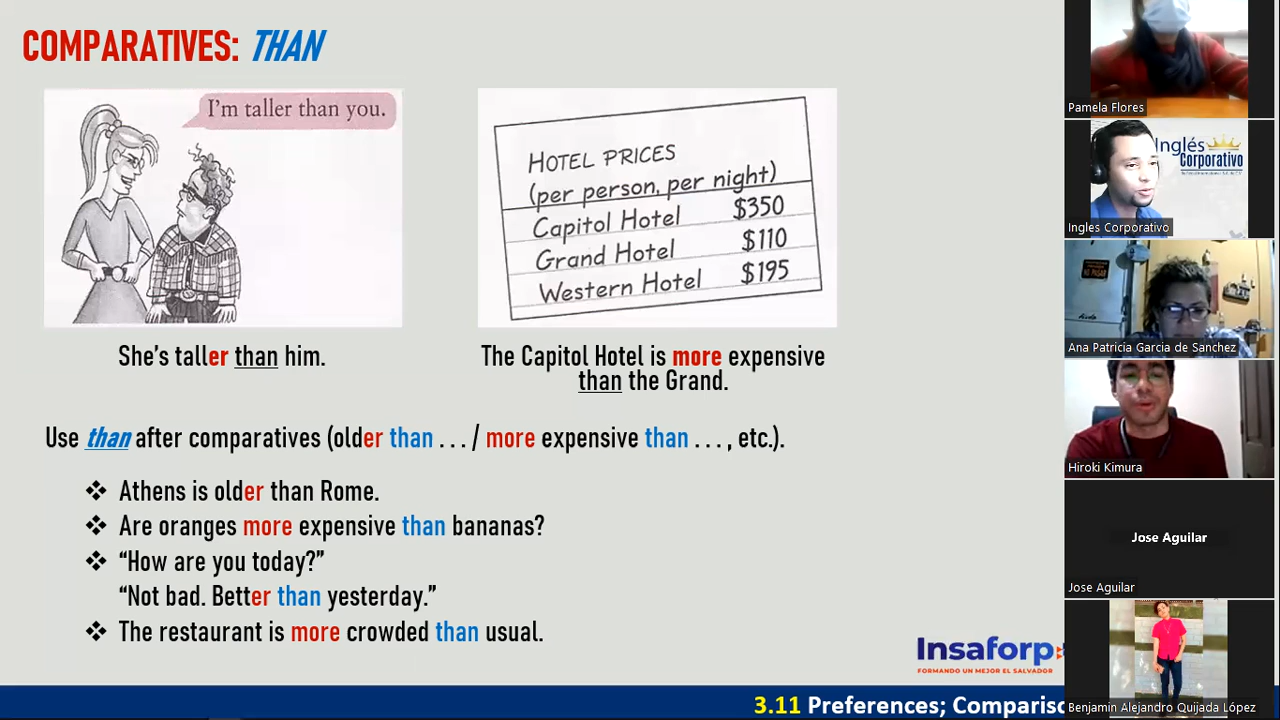 COMPARATIVES: THAN
I'm taller than you.
HOTEL PRICES
(per person, per night)
Capitol Hotel $350
Grand Hotel $110
Western Hotel $195
She's taller than him.
The Capitol Hotel is more expensive
than the Grand.
Use than after comparatives (older than . . . / more expensive than . . . , etc.).
❖ Athens is older than Rome.
❖ Are oranges more expensive than bananas?
❖ “How are you today?”
“Not bad. Better than yesterday.”
❖ The restaurant is more crowded than usual.
Insaforp
FORMANDO UN MEJOR EL SALVADOR
3.11 Preferences; Comparisc
Pamela Flores
Inglés
Corporativo
Ingles Corporativo
NO PASAR
Ana Patricia Garcia de Sanchez
Hiroki Kimura
Jose Aguilar
Jose Aguilar
Benjamin Alejandro Quijada López